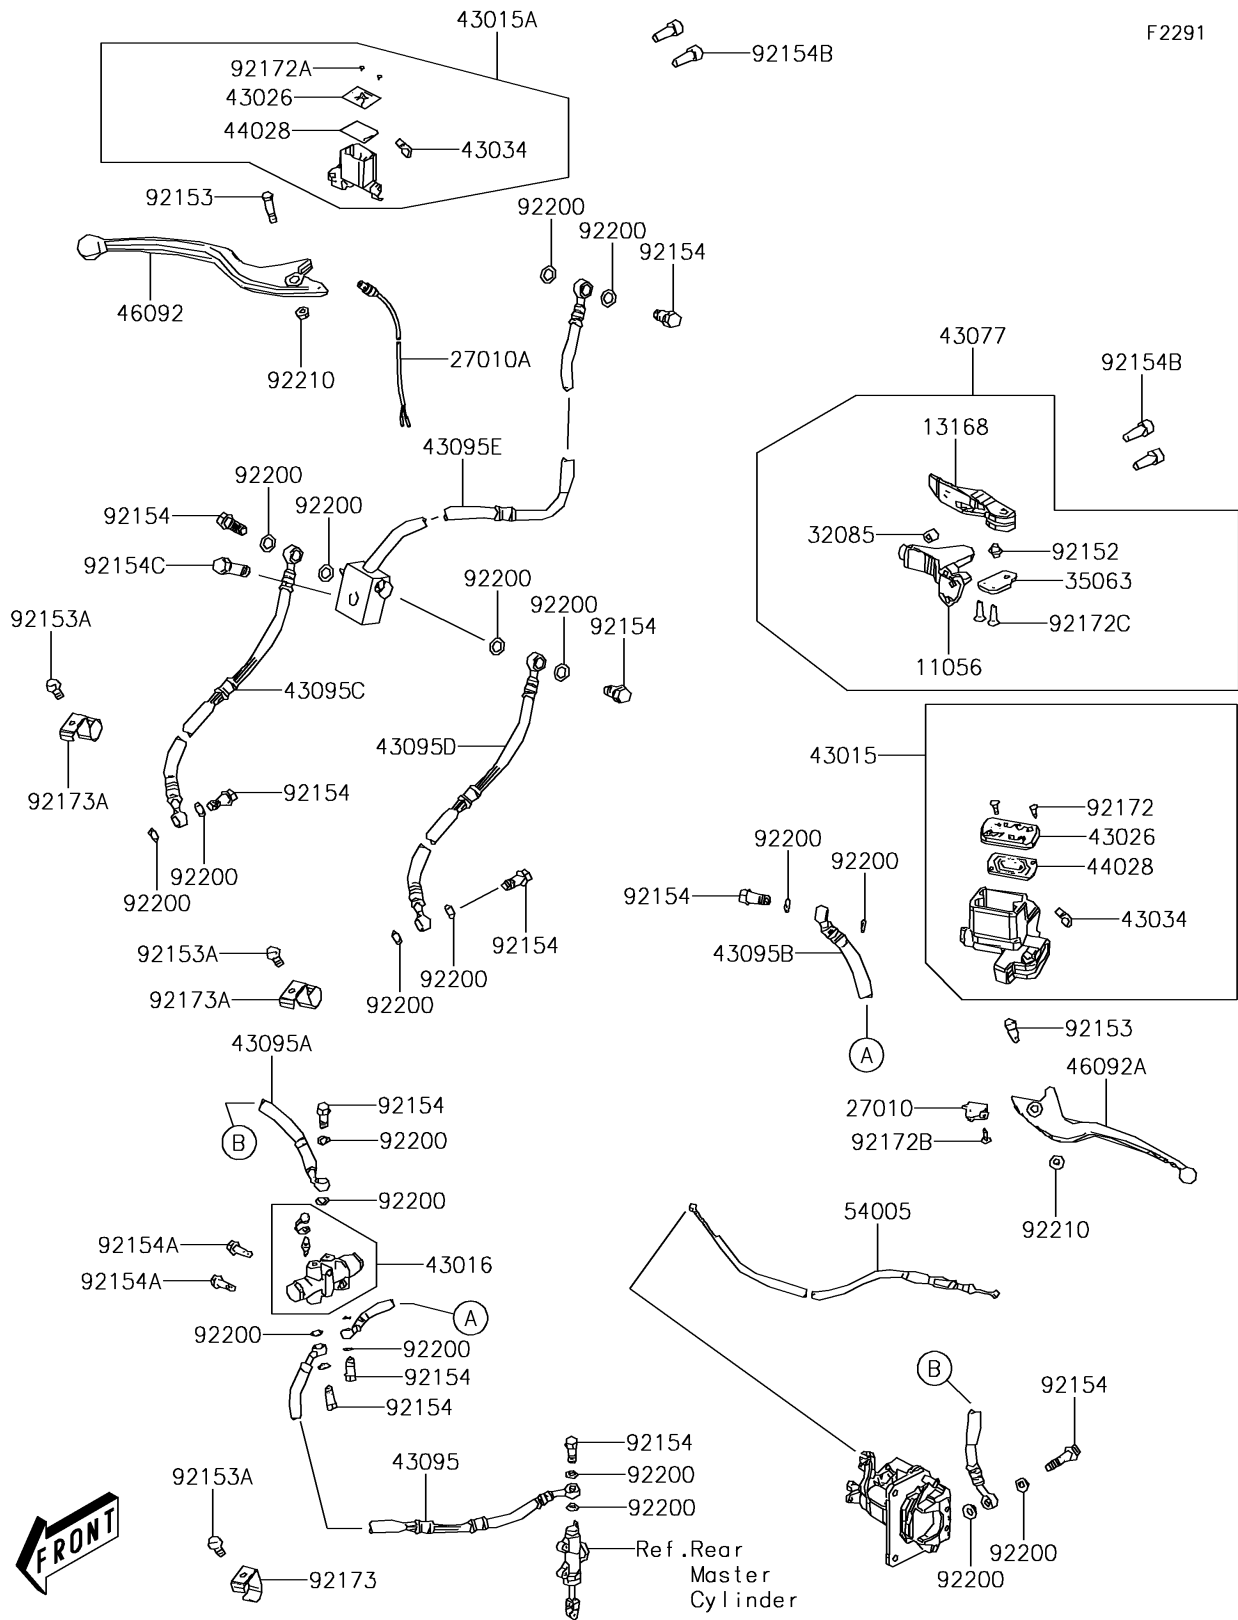 43015A
F2291
92154B
92172A
43026
44028
43034
92153
92200
92200
92154
46092
92210
27010A
43077
92154B
13168
43095E
92200
92200
92154
32085
92152
92154C
92200
35063
92200
92153A
92154
92172C
11056
43095C
43095D
43015
92154
92173A
92172
43026
92200
92200
44028
92200
92154
92200
43034
92154
92153A
43095B
92200
92173A
92200
92153
43095A
A
46092A
92154
27010
B
92200
92172B
92200
54005
92210
92154A
43016
92154A
A
92200
92200
B
92154
92154
92154
92154
43095
92153A
92200
92200
FRONT
Ref.Rear
Master
Cylinder
92200
92173
92200